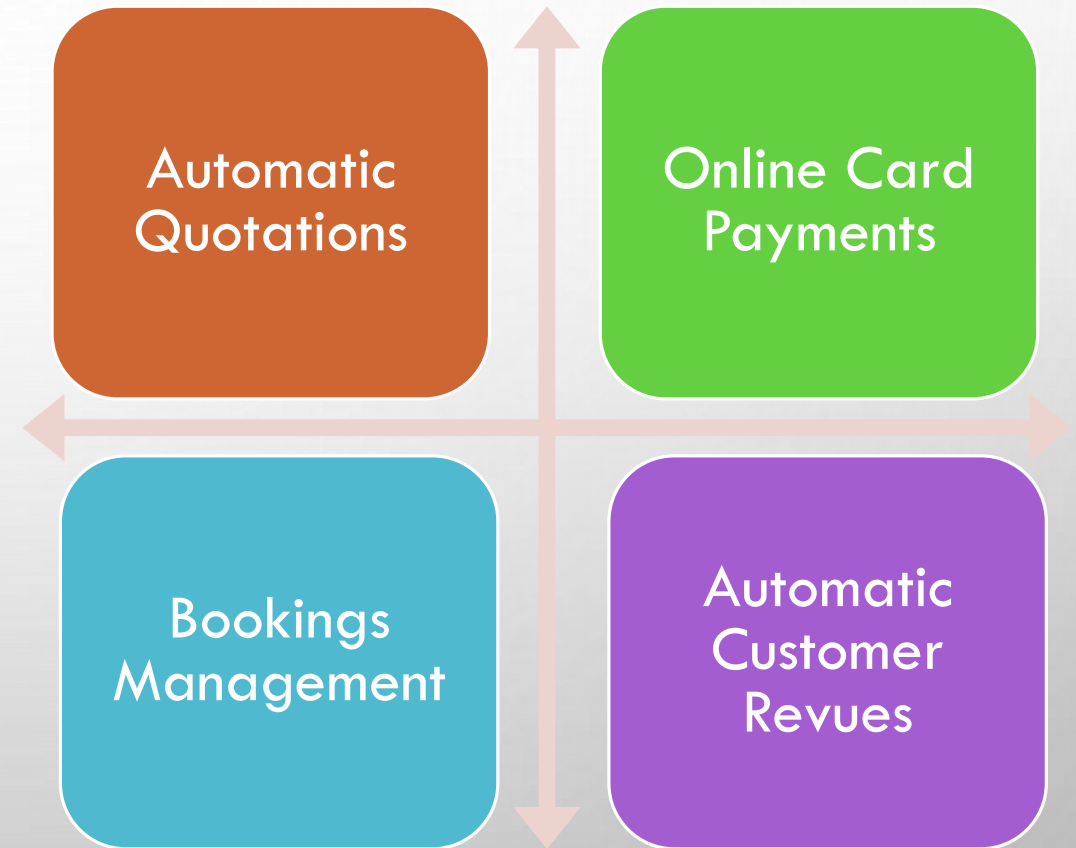 Automatic
Quotations
Online Card
Payments
Bookings
Management
Automatic
Customer
Revues